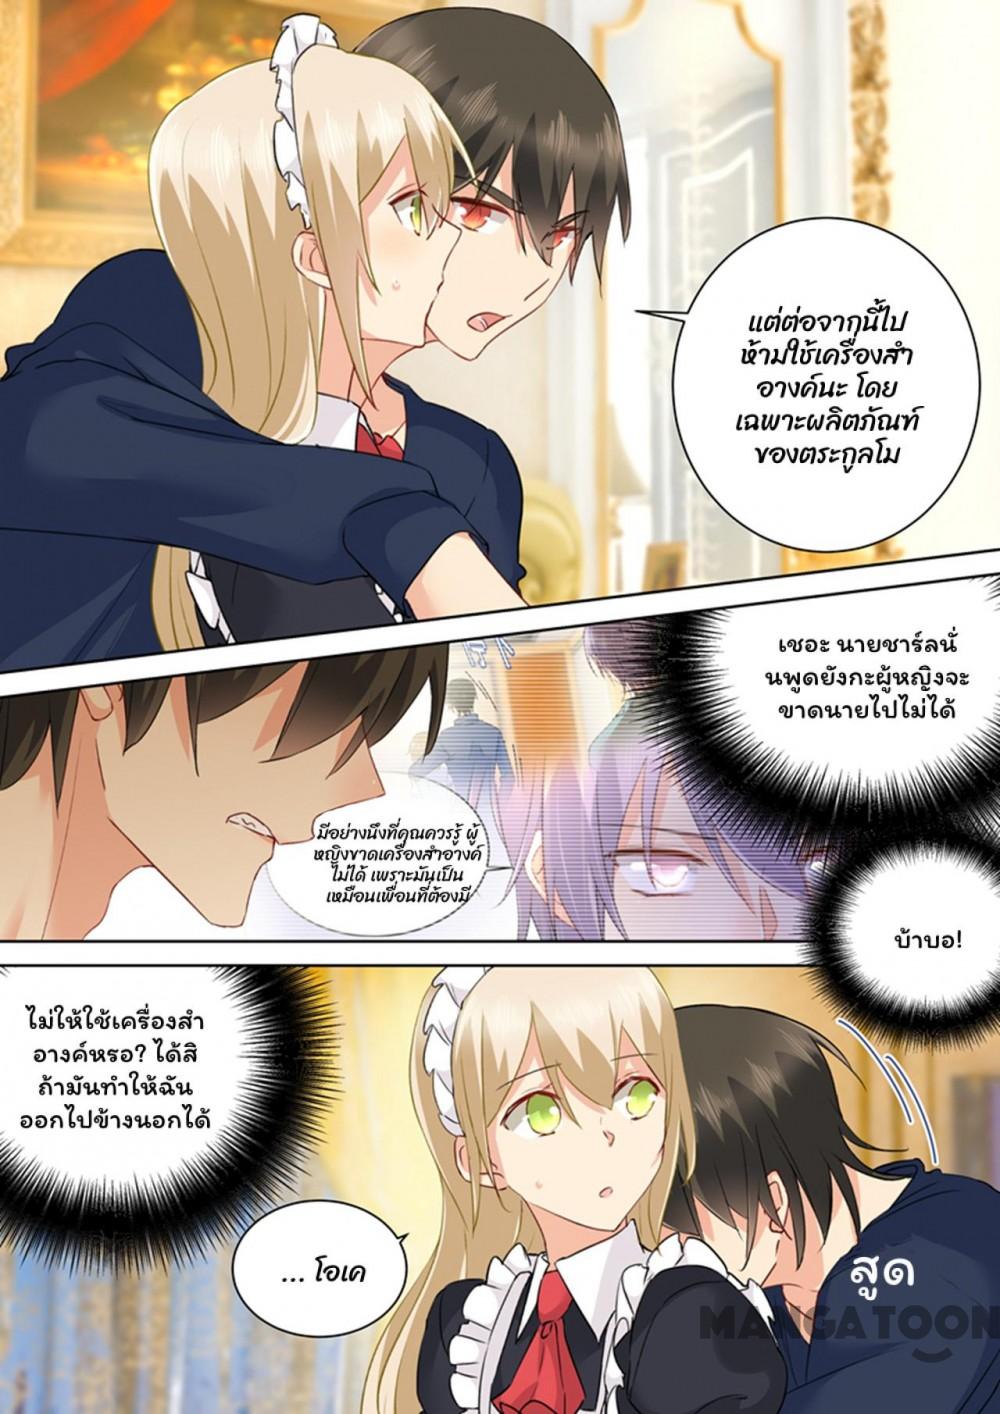 แต่ต่อจากนี้ไป
ห้ามใช้เครื่องสำ
อางค์นะ โดย
เฉพาะผลิตภัณฑ์
ของตระกูลโม
เชอะ นายชาร์ลนั่
นพูดยังกะผู้หญิงจะ
ขาดนายไปไม่ได้
มีอย่างนึงที่คุณควรรู้ ผู้
หญิงขาดเครื่องสำอางค์
ไม่ได้ เพราะมันเป็น
เหมือนเพื่อนที่ต้องมี
บ้าบอ!
ไม่ให้ใช้เครื่องสำ
อางค์หรอ? ได้สิ
ถ้ามันทำให้ฉัน
ออกไปข้างนอกได้
... โอเค
สูด
MANGATOON